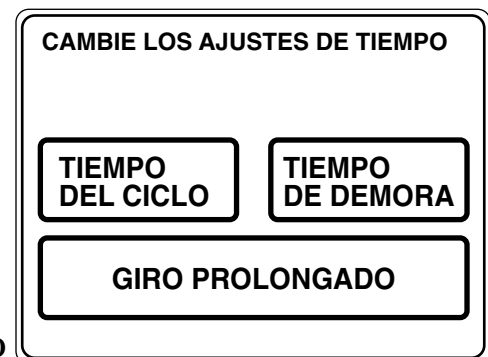 CAMBIE LOS AJUSTES DE TIEMPO
TIEMPO
DEL CICLO
TIEMPO
DE DEMORA
GIRO PROLONGADO